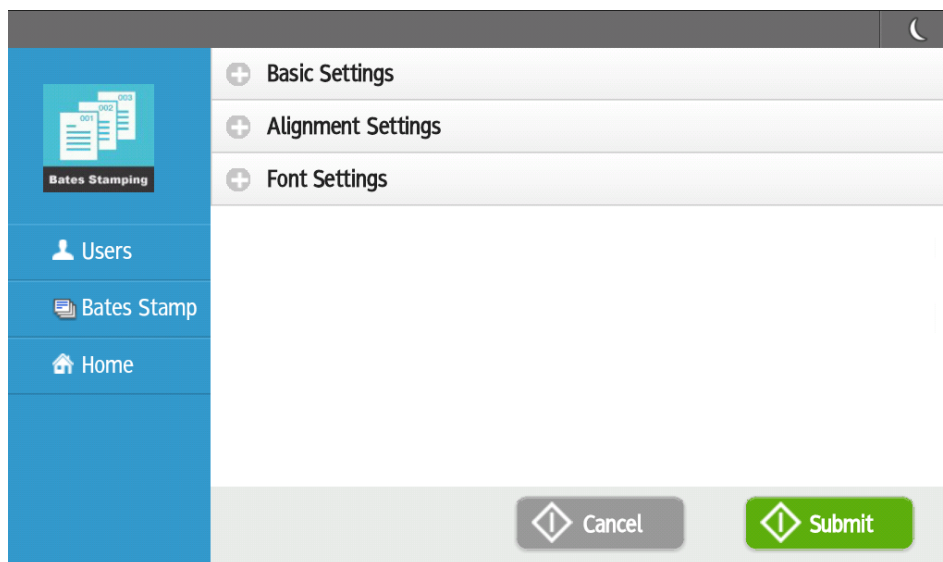 Basic Settings
Alignment Settings
Font Settings
001
002
003
Bates Stamping
Users
Bates Stamp
Home
Cancel
Submit